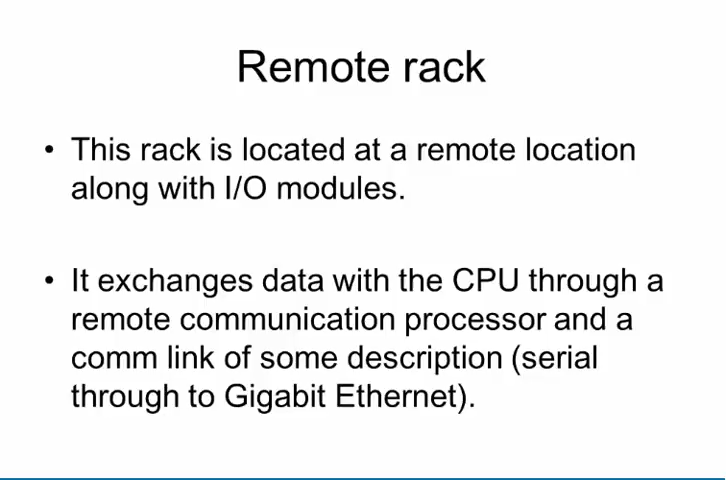 Remote rack
• This rack is located at a remote location
along with I/O modules.
• It exchanges data with the CPU through a
remote communication processor and a
comm link of some description (serial
through to Gigabit Ethernet).